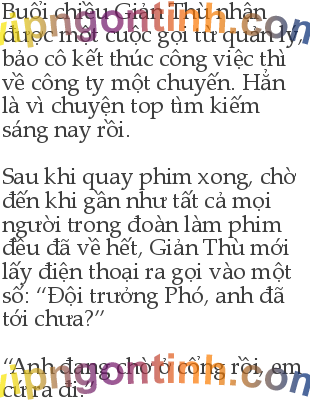 Buổi chiều Giản Thù nhận
được một cuộc gọi từ quản lý,
bảo cô kết thúc công việc thì
về công ty một chuyến. Hẳn
là vì chuyện top tìm kiếm
sáng nay rồi.

Sau khi quay phim xong, chờ
đến khi gần như tất cả mọi
người trong đoàn làm phim
đều đã về hết, Giản Thù mới
lấy điện thoại ra gọi vào một
số: “Đội trưởng Phó, anh đã
tới chưa?”

“Anh đang chờ ở cổng rồi, em
cứ ra đi.”
vipngontinh.com
vipngontinh.com